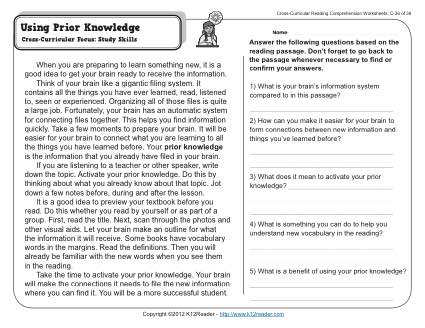 Cross-Curricular Reading Comprehension Worksheets: D-26 of 36
Using Prior Knowledge
Cross-Curricular Focus: Study Skills
Name
When you are preparing to learn something new, it is a
good idea to get your brain ready to receive the information.
Think of your brain like a gigantic filing system. It
contains all the things you have ever learned, read, listened
to, seen or experienced. Organizing all of those files is quite
a large job. Fortunately, your brain has an automatic system
for connecting files together. This helps you find information
quickly. Take a few moments to prepare your brain. It will be
easier for your brain to connect what you are learning to all
the things you have learned before. Your prior knowledge
is the information that you already have filed in your brain.
If you are listening to a teacher or other speaker, write
down the topic. Activate your prior knowledge. Do this by
thinking about what you already know about that topic. Jot
down a few notes before, during and after the lesson.
It is a good idea to preview your textbook before you
read. Do this whether you read by yourself or as part of a
group. First, read the title. Next, scan through the photos and
other visual aids. Let your brain make an outline for what
the information it will receive. Some books have vocabulary
words in the margins. Read the definitions. Then you will
already be familiar with the new words when you see them
in the reading.
Take the time to activate your prior knowledge. Your brain
will make the connections it needs to file the new information
where you can find it. You will be a more successful student.
Answer the following questions based on the
reading passage. Don't forget to go back to
the passage whenever necessary to find or
confirm your answers.
1) What is your brain's information system
compared to in this passage?
2) How can you make it easier for your brain to
form connections between new information and
things you've learned before?
3) What does it mean to activate your prior
knowledge?
4) What is something you can do to help you
understand new vocabulary in the reading?
5) What is a benefit of using your prior knowledge?
Copyright ©2012 K12Reader - http://www.k12reader.com